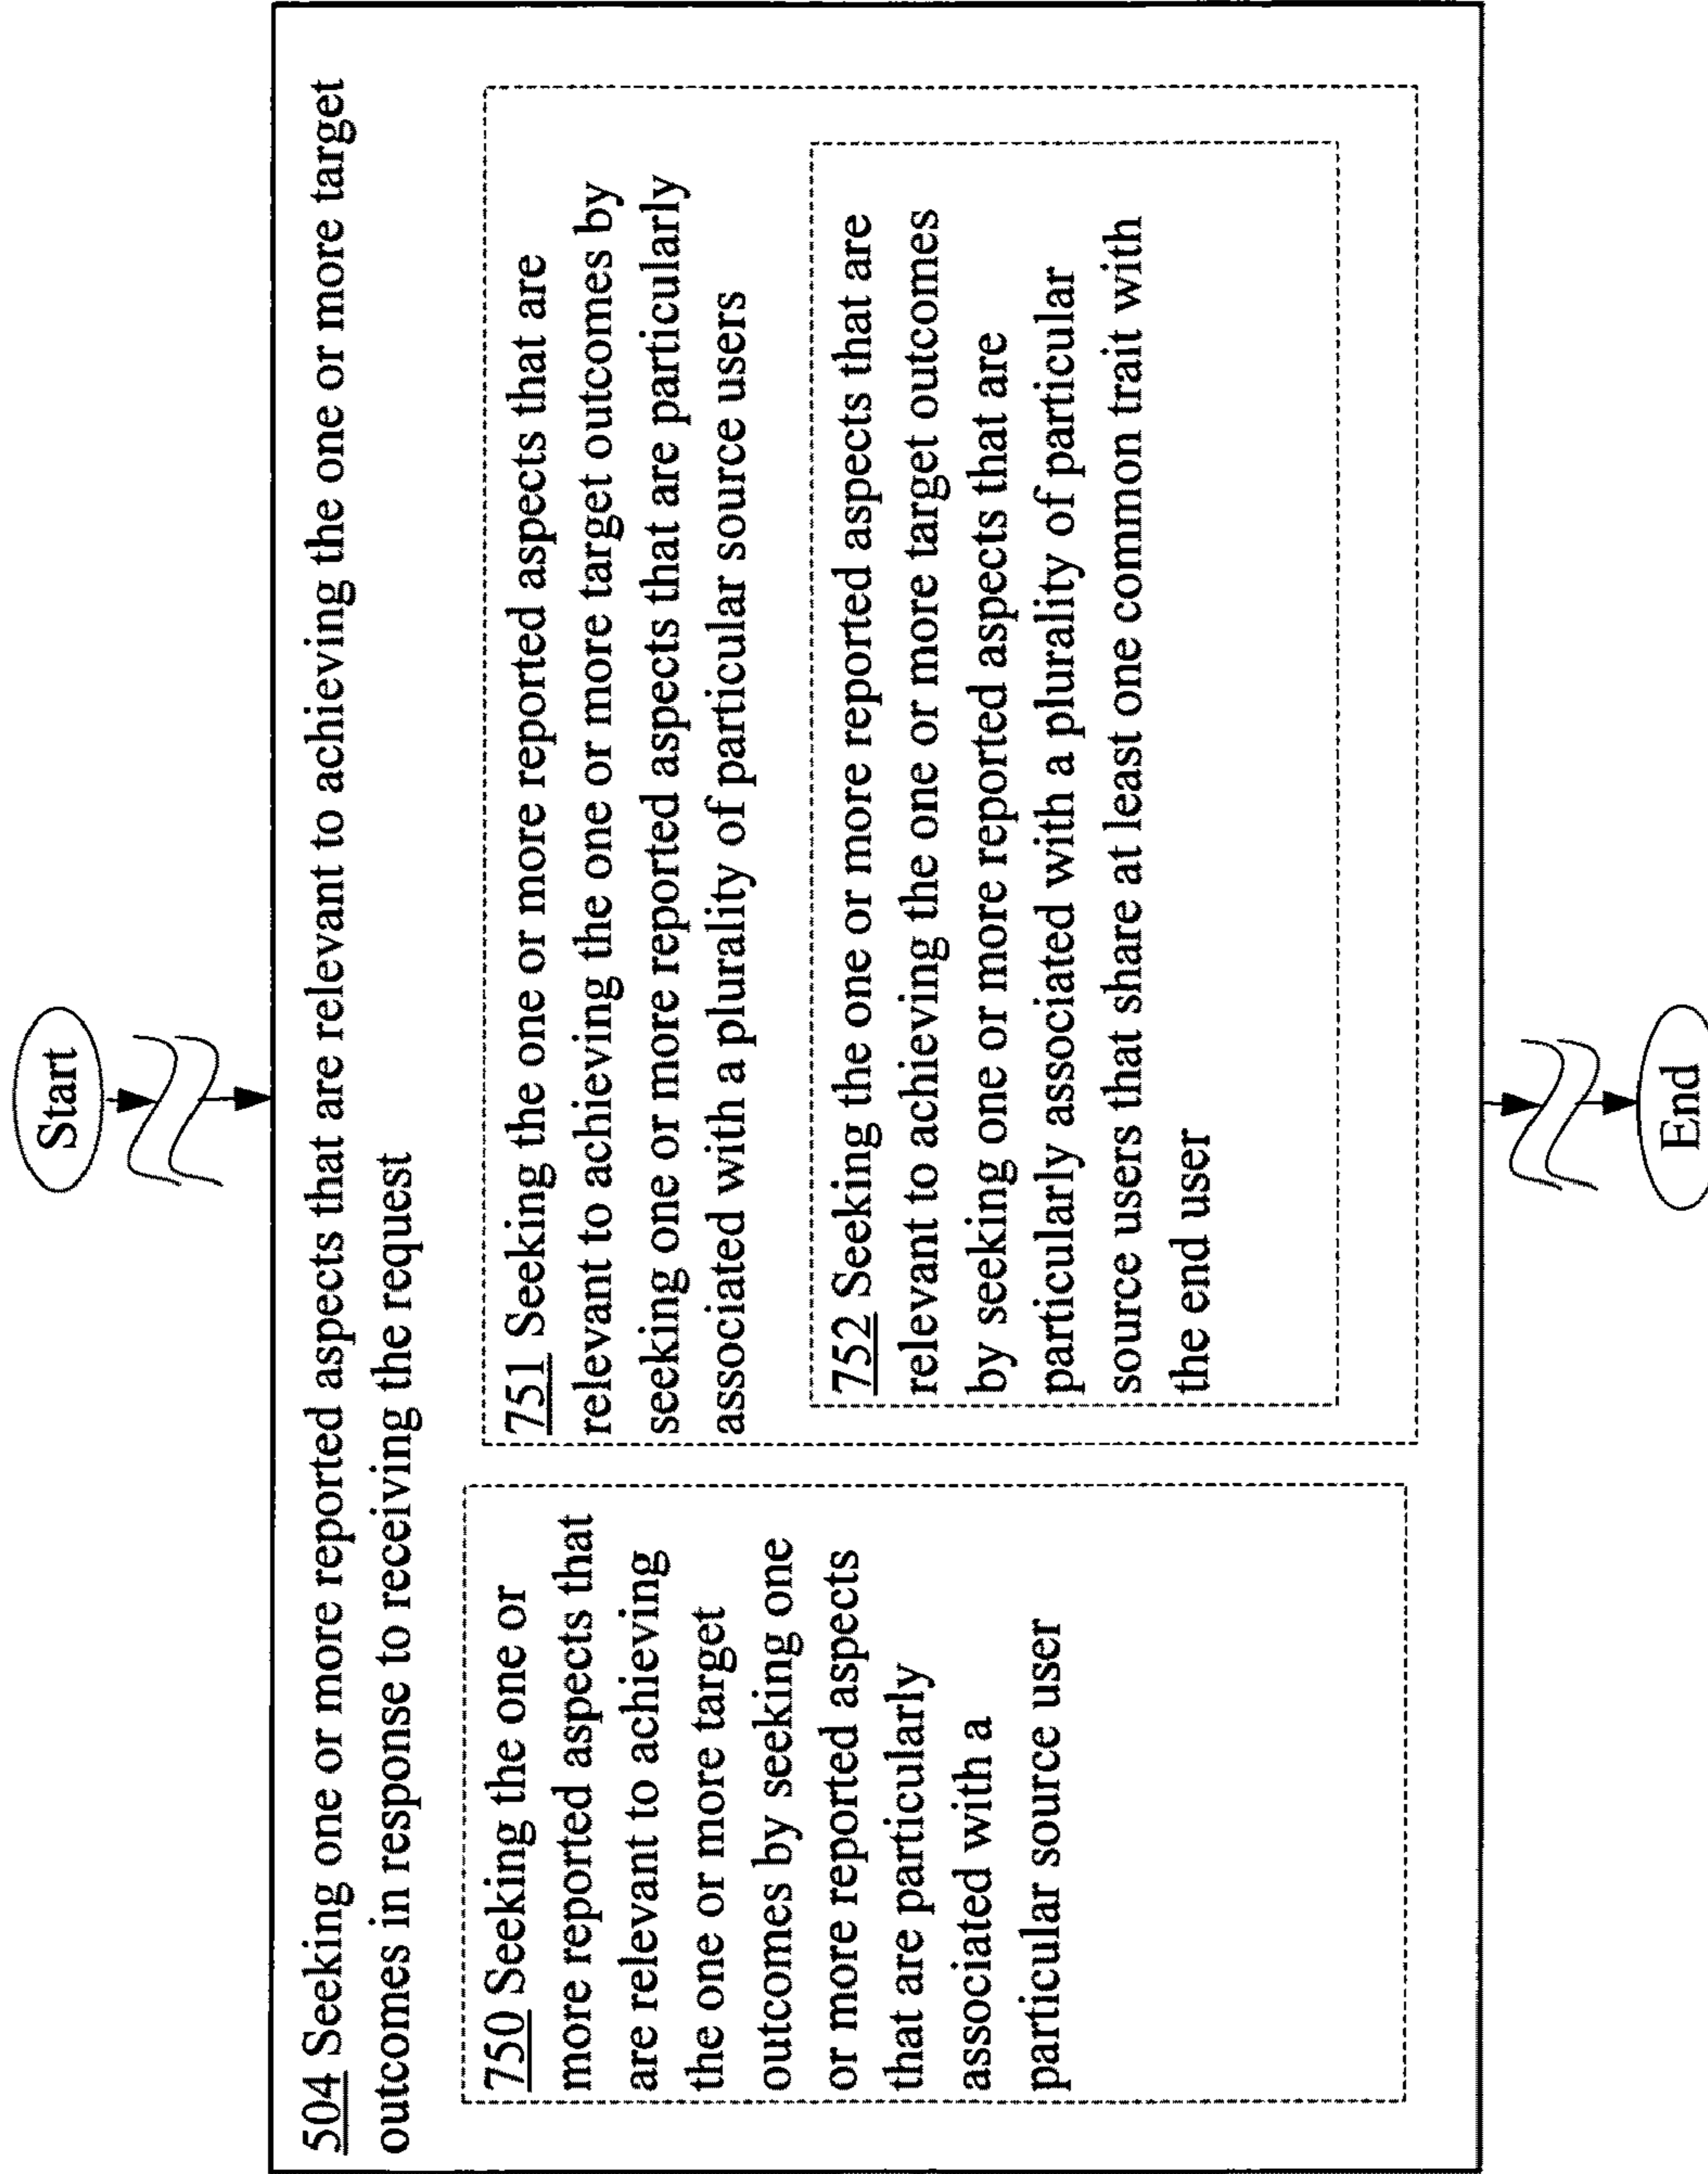 Start
504 Seeking one or more reported aspects that are relevant to achieving the one or more target
outcomes in response to receiving the request
750 Seeking the one or
more reported aspects that
are relevant to achieving
the one or more target
outcomes by seeking one
or more reported aspects
that are particularly
associated with a
particular source user
751 Seeking the one or more reported aspects that are
relevant to achieving the one or more target outcomes by
seeking one or more reported aspects that are particularly
associated with a plurality of particular source users
752 Seeking the one or more reported aspects that are
relevant to achieving the one or more target outcomes
by seeking one or more reported aspects that are
particularly associated with a plurality of particular
source users that share at least one common trait with
the end user
End